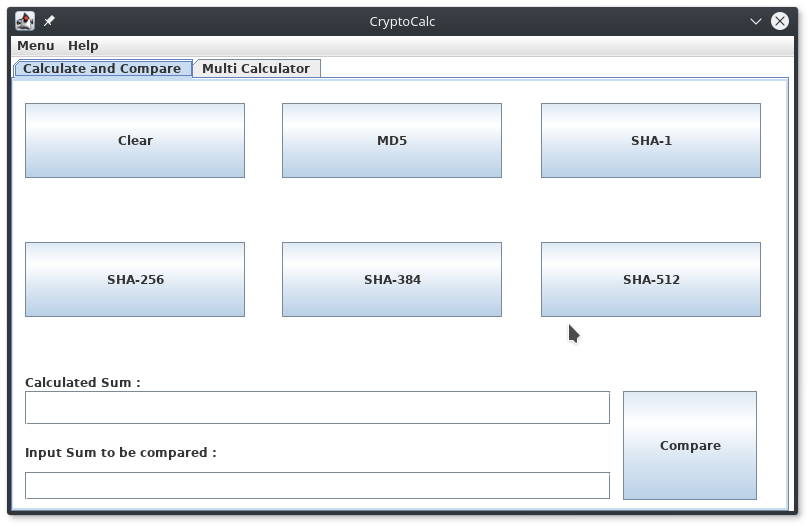 CryptoCalc
Menu Help
Calculate and Compare Multi Calculator
Clear MD5 SHA-1
SHA-256 SHA-384 SHA-512
Calculated Sum :
Compare
Input Sum to be compared :